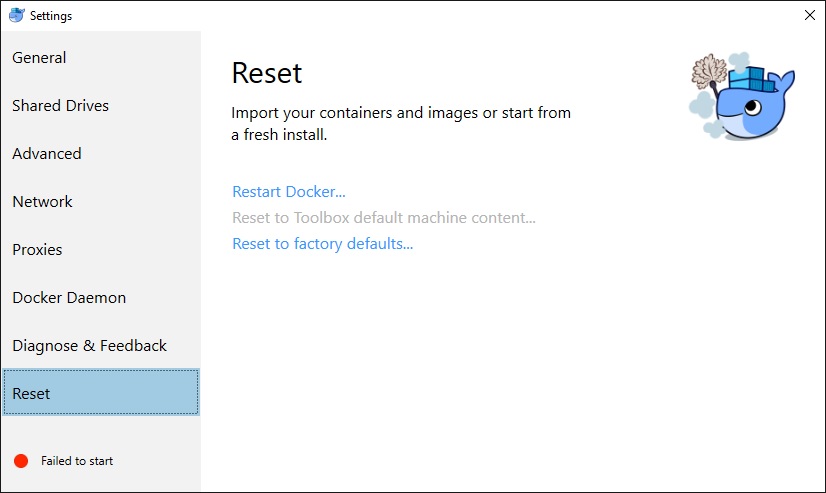 Settings
General
Shared Drives
Advanced
Network
Proxies
Docker Daemon
Diagnose & Feedback
Reset
Failed to start
Reset
Import your containers and images or start from
a fresh install.
Restart Docker...
Reset to Toolbox default machine content...
Reset to factory defaults...